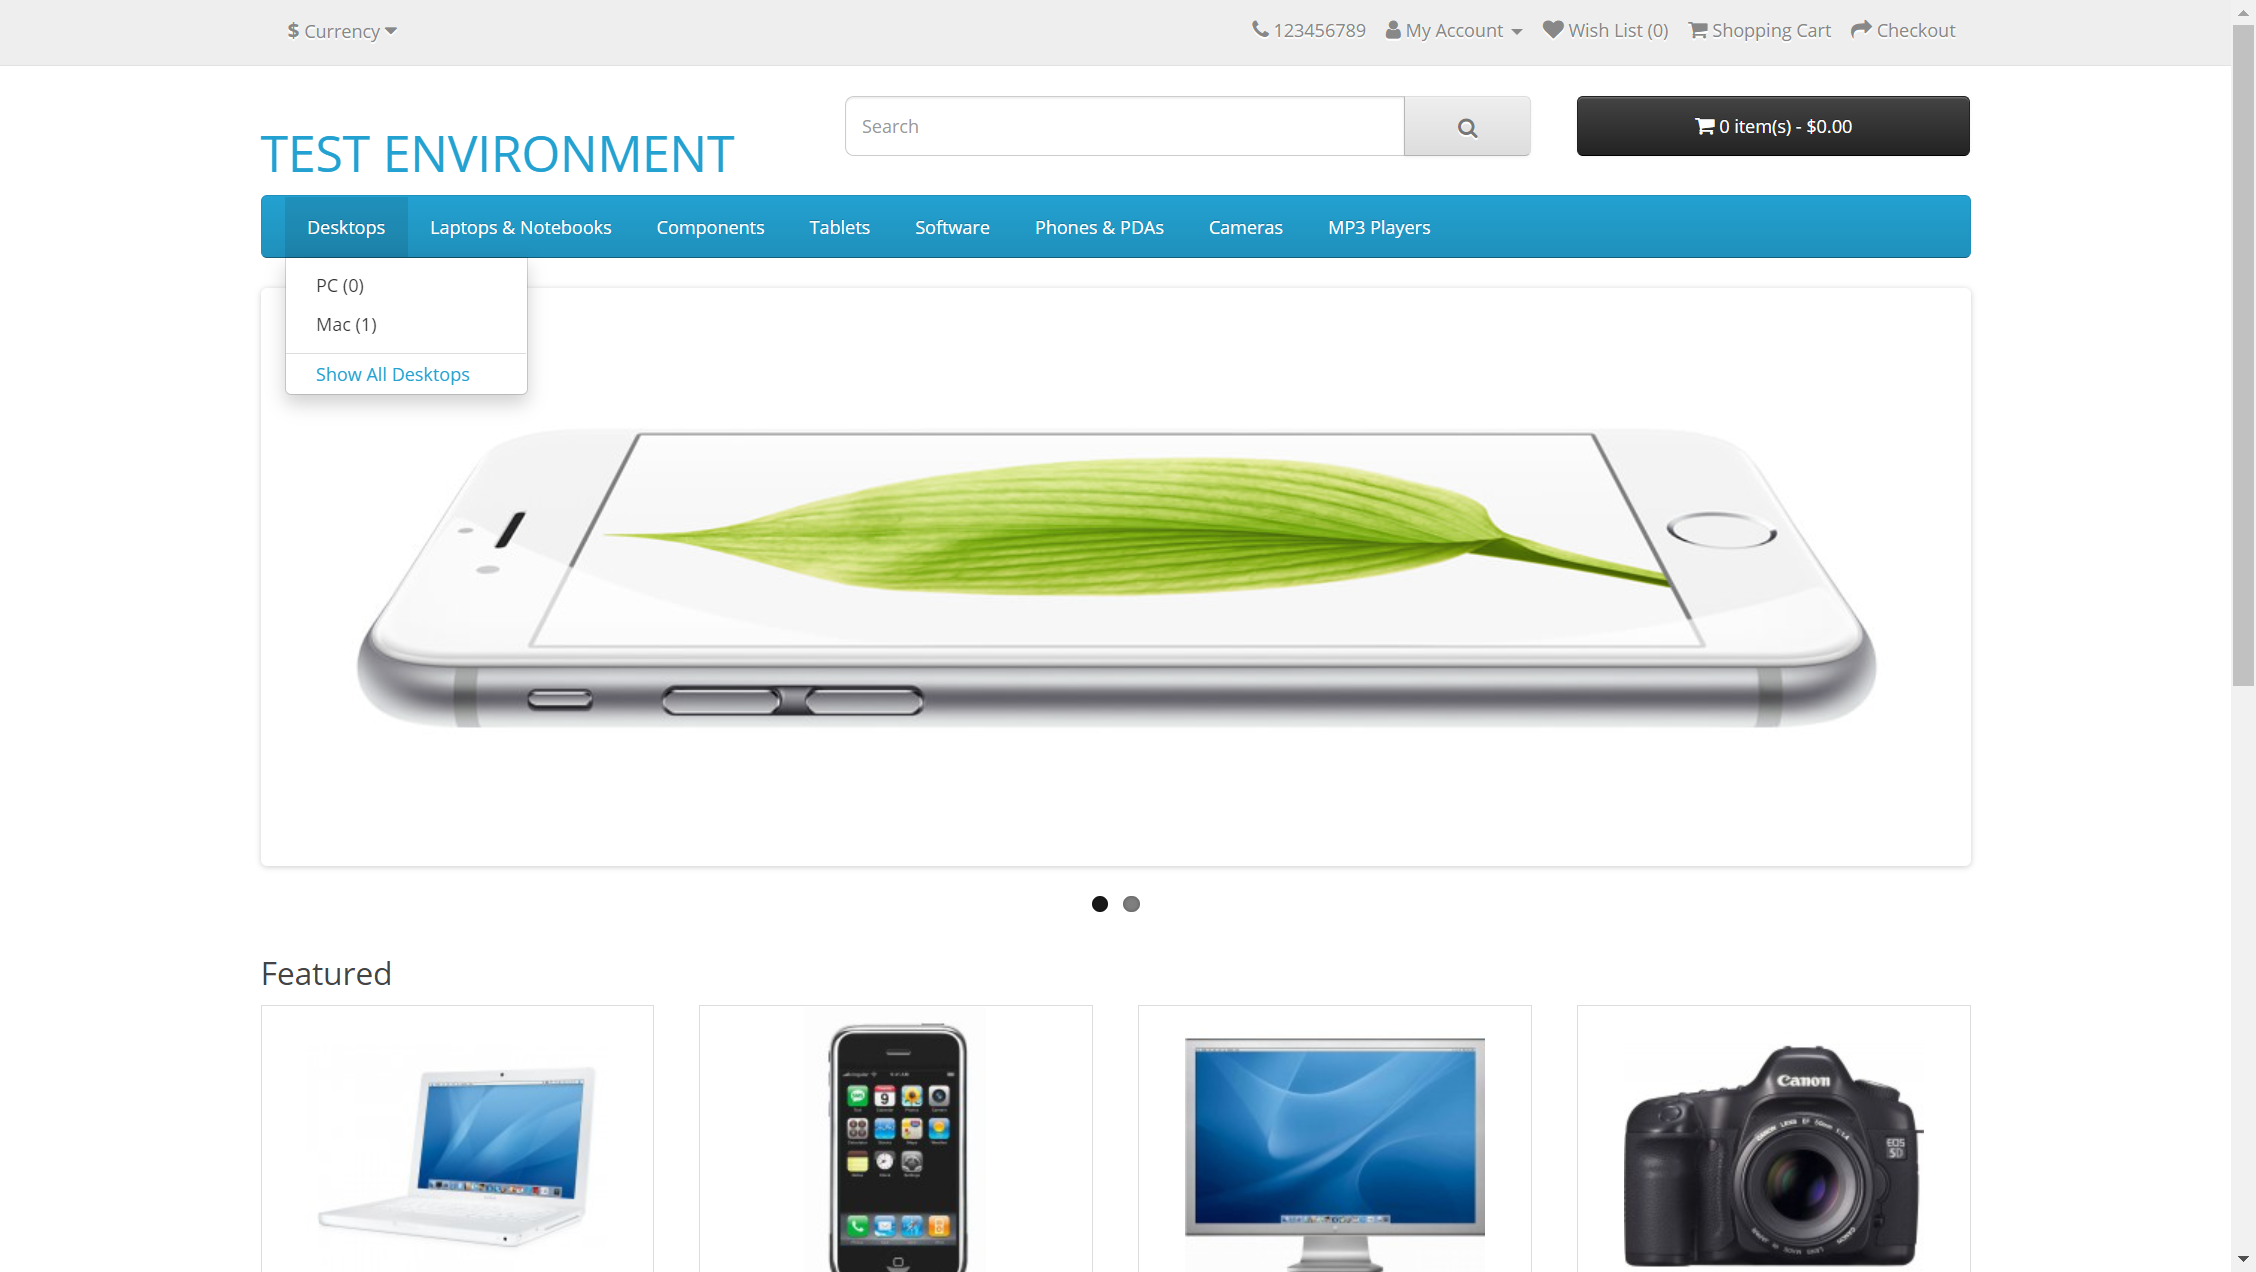 $ Currency
123456789 My Account Wish List (0) Shopping Cart Checkout
TEST ENVIRONMENT
Search
0 item(s) - $0.00
Desktops Laptops & Notebooks Components Tablets Software Phones & PDAs Cameras MP3 Players
PC (0)
Mac (1)
Show All Desktops
Featured
Canon
EOS
5D